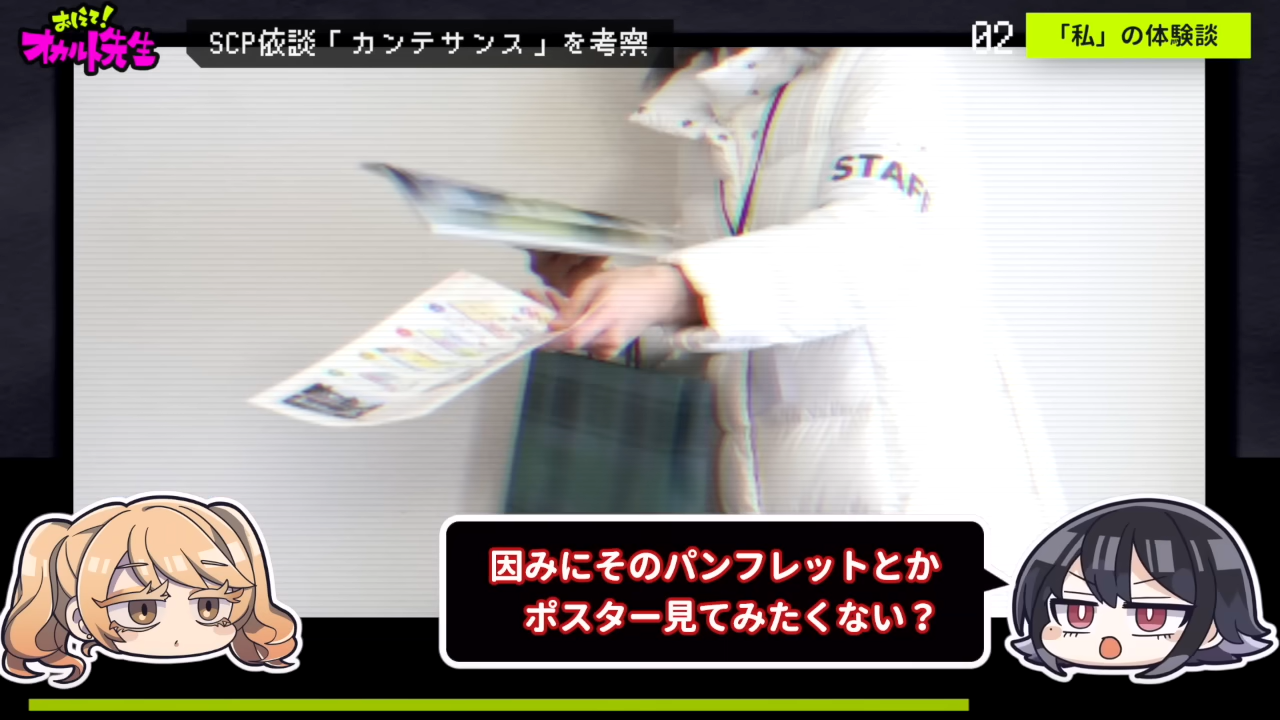 おしえて!
オカルト先生
SCP依談「カンテサンス」を考察
02
「私」の体験談
STAFF
因みにそのパンフレットとか
ポスター見てみたくない？